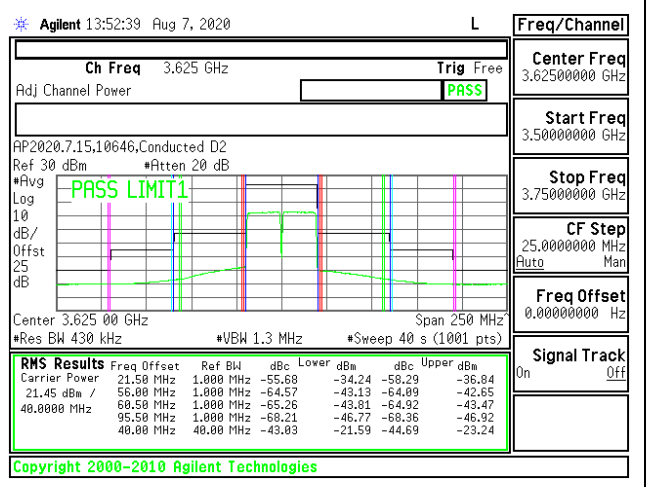 Agilent 13:52:39 Aug 7, 2020 L
Ch Freq 3.625 GHz Trig Free
Adj Channel Power PASS
AP2020.7.15,10646,Conducted D2
Ref 30 dBm #Atten 20 dB
#Avg
Log
10
dB/
Offst
25
dB
PASS LIMIT1
Center 3.625 00 GHz Span 250 MHz^
#Res BW 430 kHz #VBW 1.3 MHz #Sweep 40 s (1001 pts)
RMS Results Freq Offset Ref BW dBc Lower dBm dBc Upper dBm
Carrier Power 21.50 MHz 1.000 MHz -55.68 -34.24 -58.29 -36.84
21.45 dBm / 56.00 MHz 1.000 MHz -64.57 -43.13 -64.09 -42.65
40.0000 MHz 60.50 MHz 1.000 MHz -65.26 -43.81 -64.92 -43.47
95.50 MHz 1.000 MHz -68.21 -46.77 -68.36 -46.92
40.00 MHz 40.00 MHz -43.03 -21.59 -44.69 -23.24
Copyright 2000-2010 Agilent Technologies
Freq/Channel
Center Freq
3.62500000 GHz
Start Freq
3.50000000 GHz
Stop Freq
3.75000000 GHz
CF Step
25.0000000 MHz
Auto Man
Freq Offset
0.00000000 Hz
Signal Track
On Off